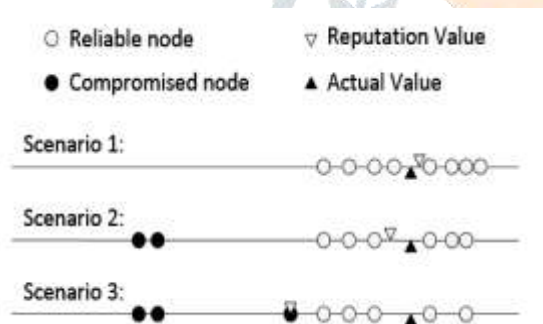 Reliable node
Reputation Value
Compromised node
Actual Value
Scenario 1:
Scenario 2:
Scenario 3: